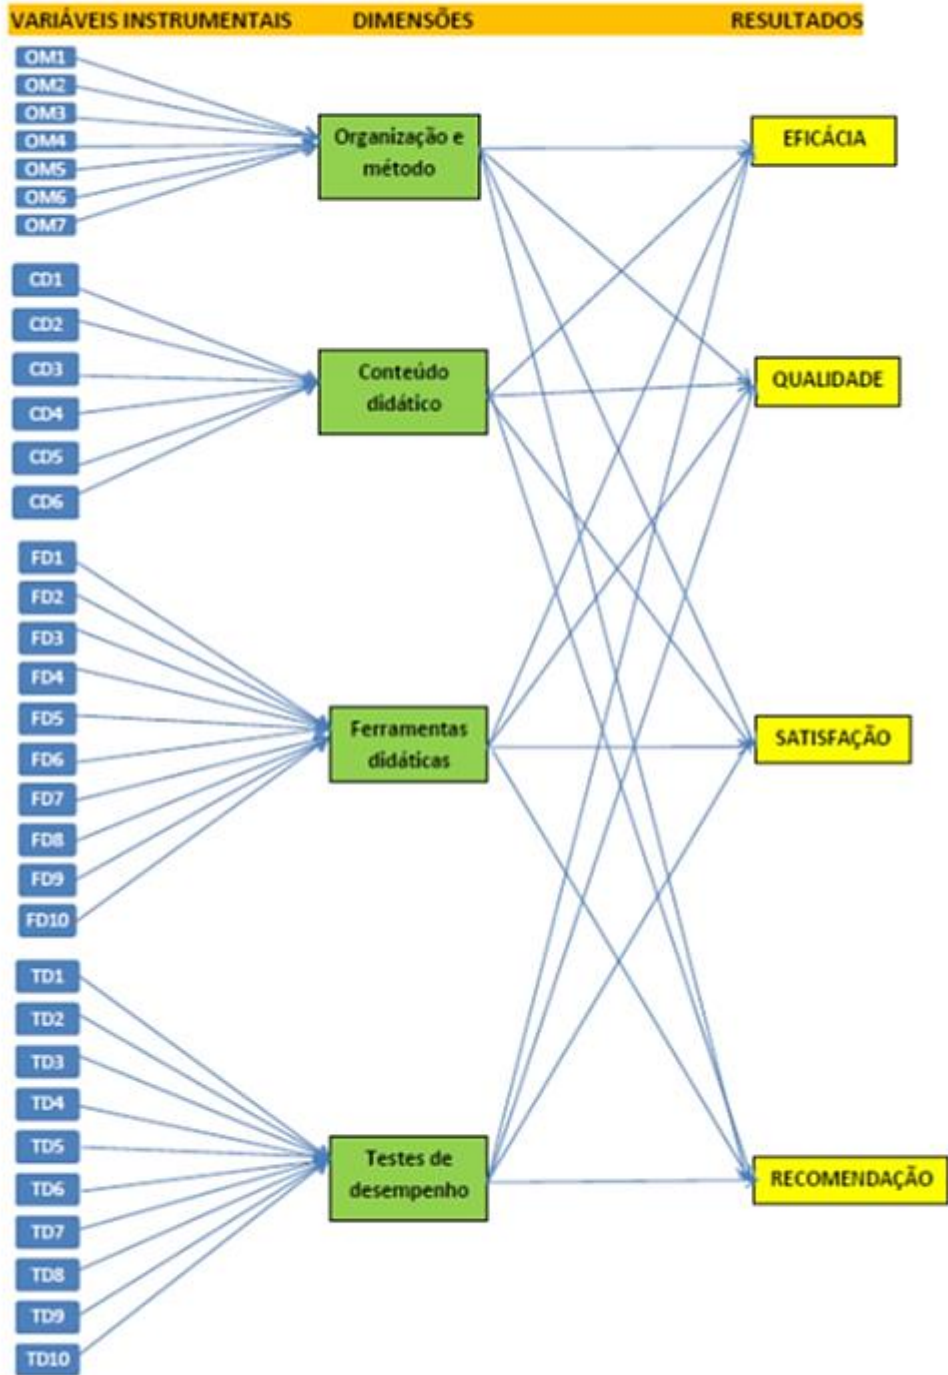 VARIÁVEIS INSTRUMENTAIS DIMENSÕES RESULTADOS
OM1
OM2
OM3
OM4
OM5
OM6
OM7
Organização e
método
EFICÁCIA
CD1
CD2
CD3
CD4
CD5
CD6
Conteúdo
didático
QUALIDADE
FD1
FD2
FD3
FD4
FD5
FD6
FD7
FD8
FD9
FD10
Ferramentas
didáticas
SATISFAÇÃO
TD1
TD2
TD3
TD4
TD5
TD6
TD7
TD8
TD9
TD10
Testes de
desempenho
RECOMENDAÇÃO